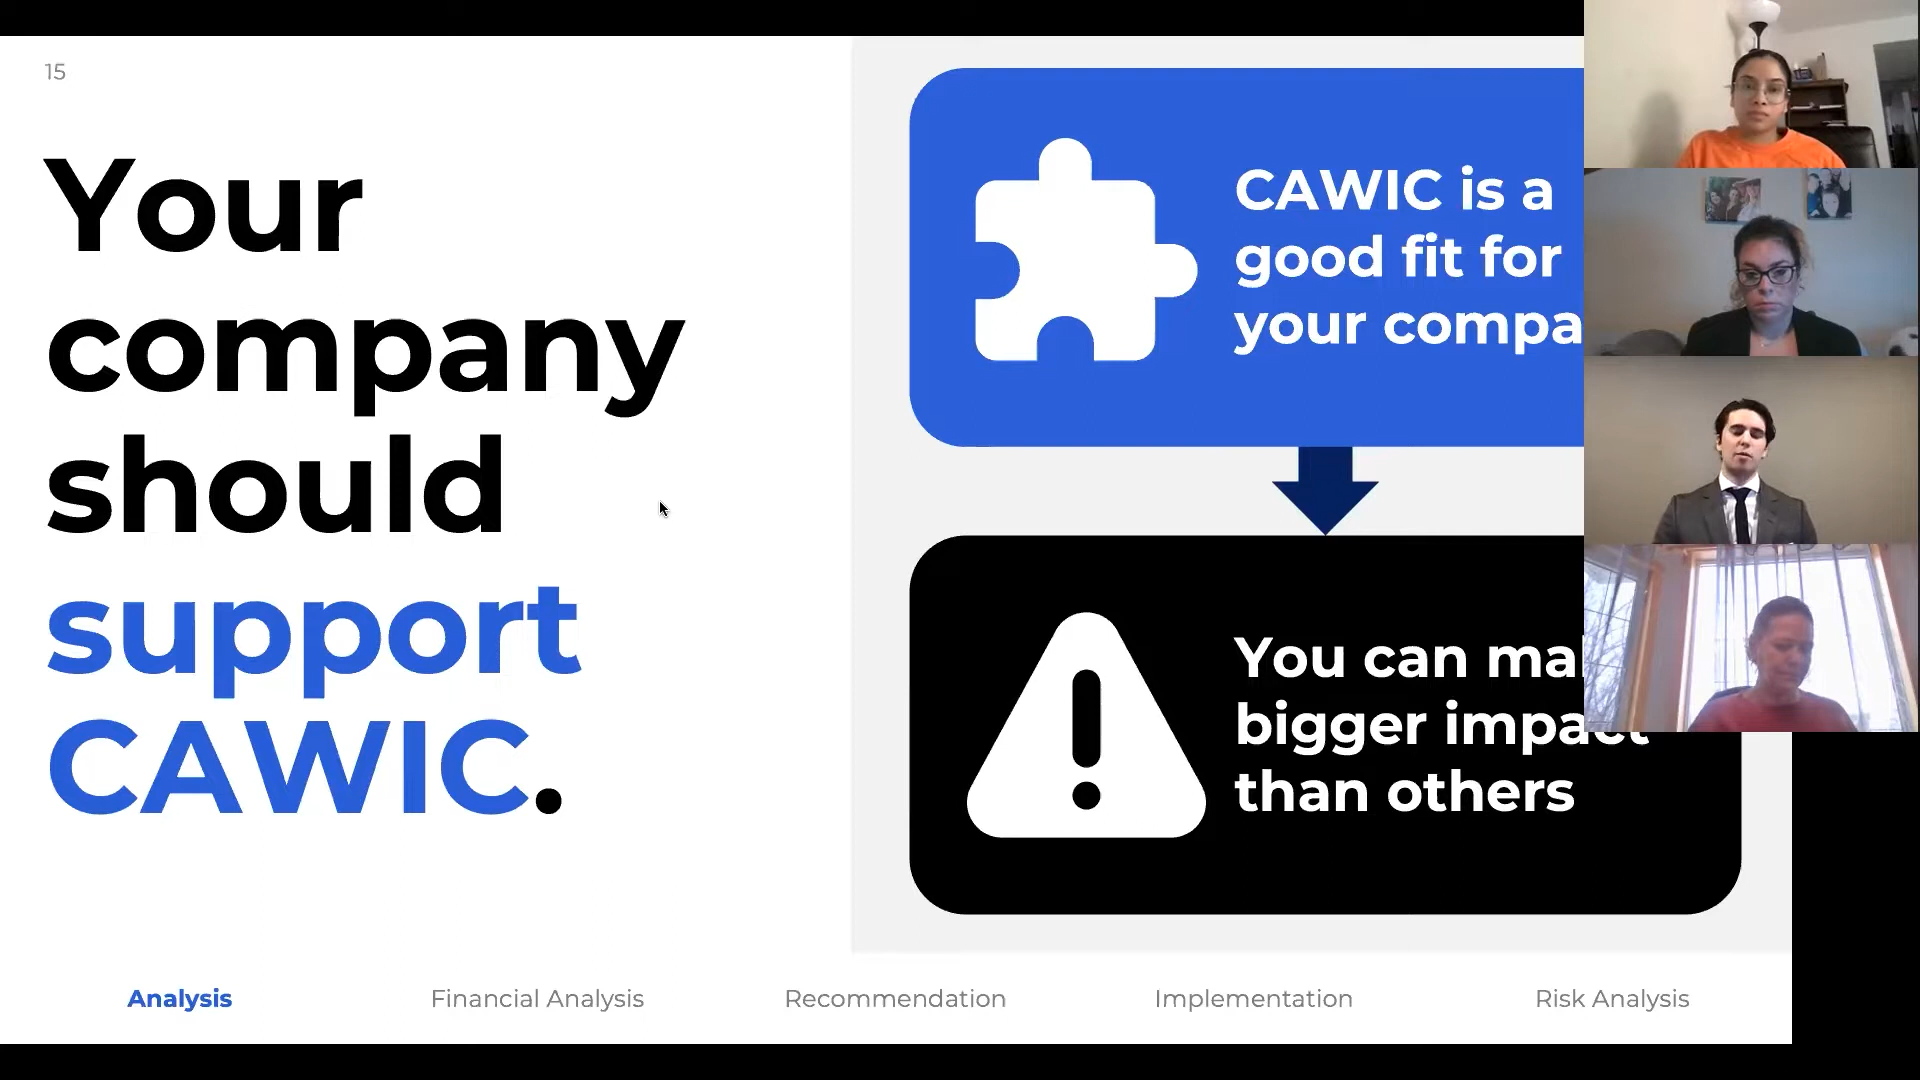 15
Your
company
should
support
CAWIC.
CAWIC is a
good fit for
your compa
You can ma
bigger impact
than others
Analysis
Financial Analysis
Recommendation
Implementation
Risk Analysis